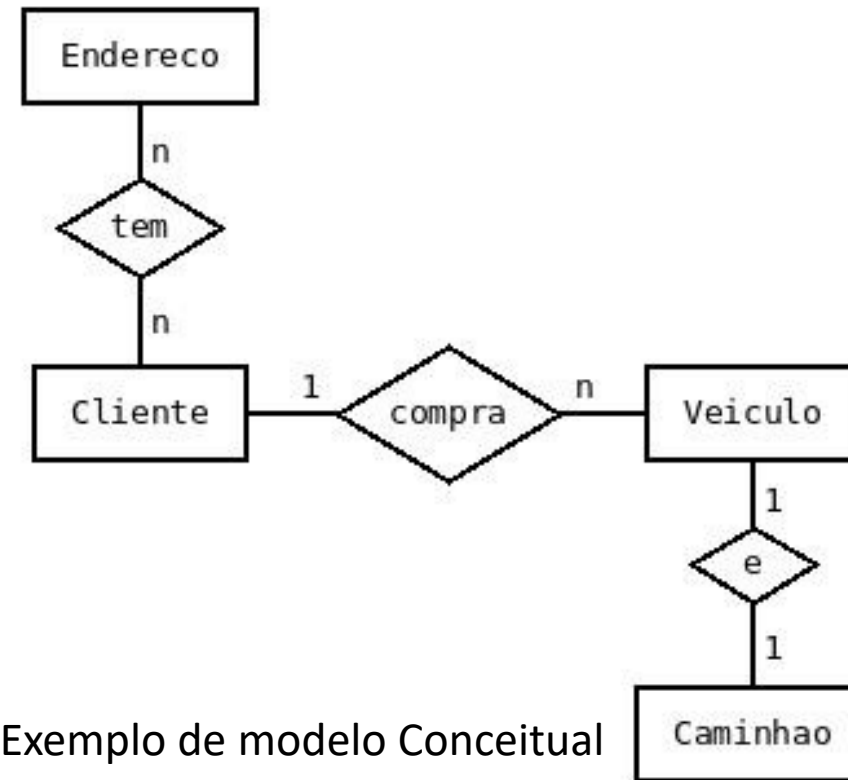 Endereco
n
tem
n
Cliente
1
compra
n
Veiculo
1
e
1
Caminhao
Exemplo de modelo Conceitual